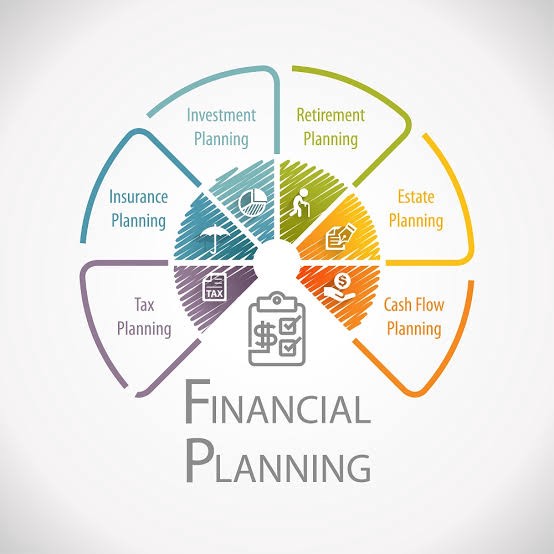 Investment
Planning
Retirement
Planning
Insurance
Planning
Estate
Planning
TAX
Tax
Planning
$
Cash Flow
Planning
$
FINANCIAL
PLANNING